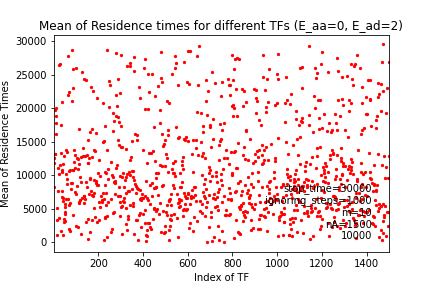 Mean of Residence times for different TFs (E_aa=0, E_ad=2)
30000
25000
20000
15000
10000
5000
0
Mean of Residence Times
stop_time=30000
ignoring_steps=1000
m=10
nA=1500
10000
200
400
600
800
1000
1200
1400
Index of TF